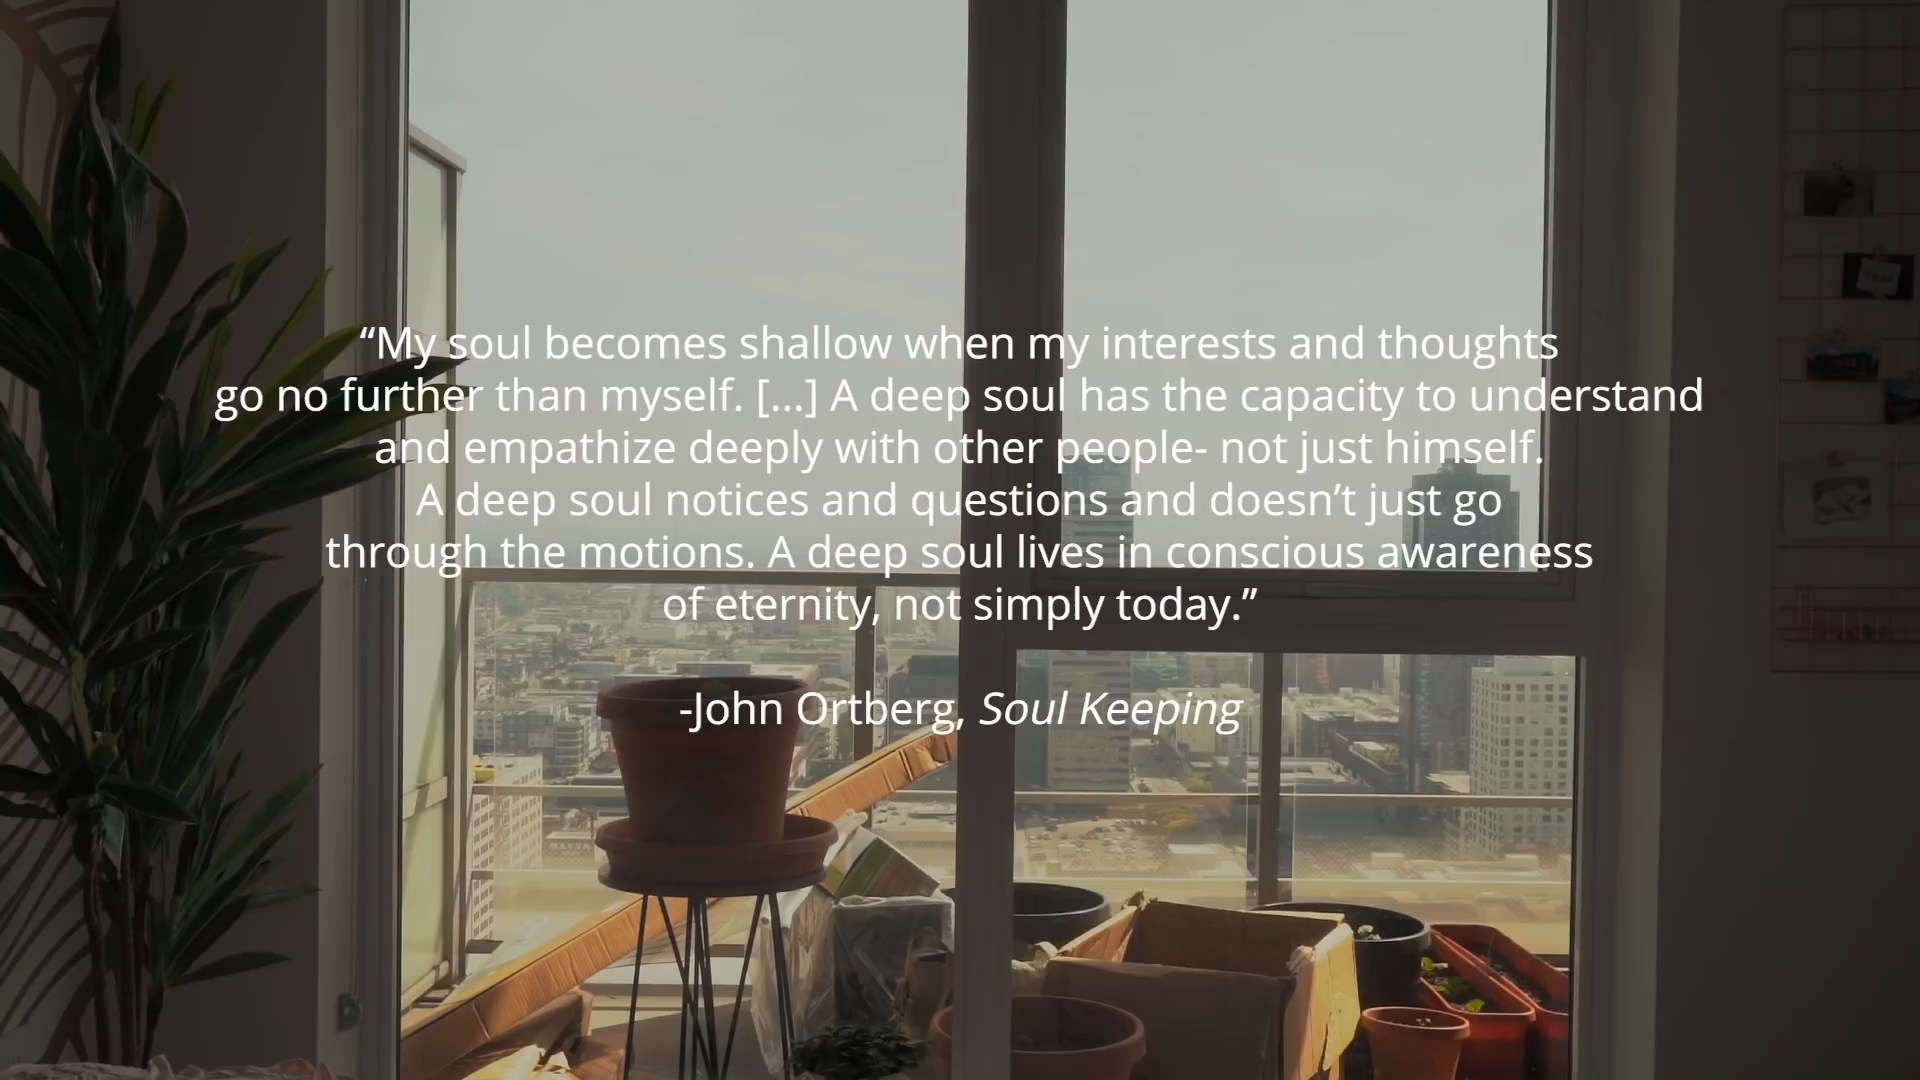 “My soul becomes shallow when my interests and thoughts
go no further than myself. [...] A deep soul has the capacity to understand
and empathize deeply with other people- not just himself.
A deep soul notices and questions and doesn’t just go
through the motions. A deep soul lives in conscious awareness
of eternity, not simply today.”
-John Ortberg, Soul Keeping